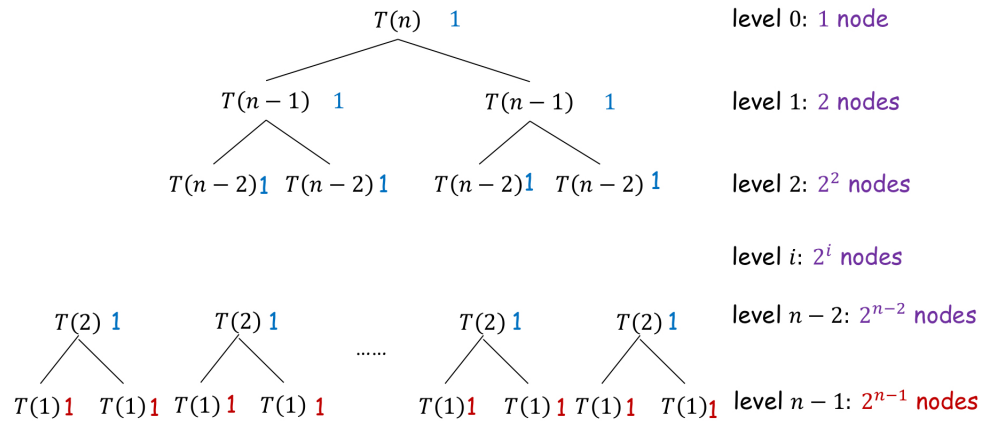 T(n) 1 level 0: 1 node
T(n − 1) 1 T(n − 1) 1 level 1: 2 nodes
T(n − 2) 1 T(n − 2) 1 T(n − 2) 1 T(n − 2) 1 level 2: 2² nodes
level i: 2ⁱ nodes
T(2) 1 T(2) 1 T(2) 1 T(2) 1 level n − 2: 2ⁿ⁻² nodes
......
T(1) 1 T(1) 1 T(1) 1 T(1) 1 T(1) 1 T(1) 1 T(1) 1 T(1) 1 level n − 1: 2ⁿ⁻¹ nodes